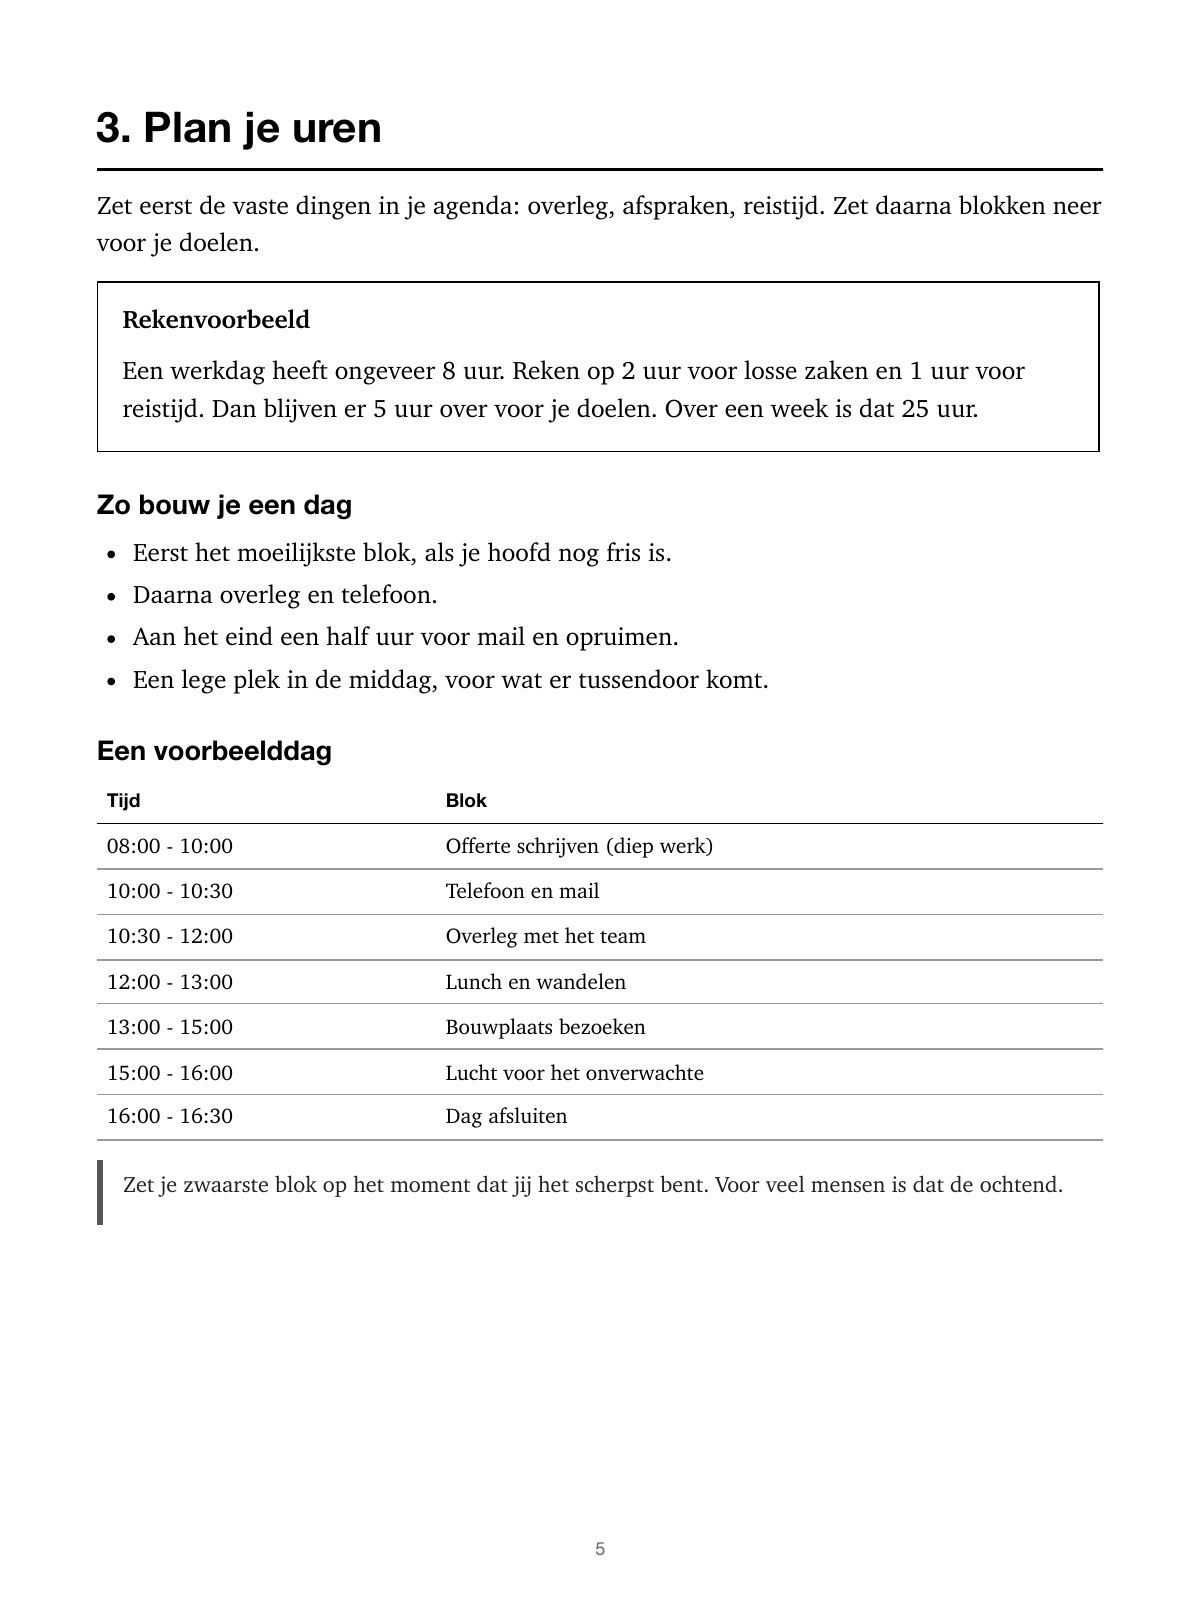 3. Plan je uren
Zet eerst de vaste dingen in je agenda: overleg, afspraken, reistijd. Zet daarna blokken neer
voor je doelen.
Rekenvoorbeeld
Een werkdag heeft ongeveer 8 uur. Reken op 2 uur voor losse zaken en 1 uur voor
reistijd. Dan blijven er 5 uur over voor je doelen. Over een week is dat 25 uur.
Zo bouw je een dag
• Eerst het moeilijkste blok, als je hoofd nog fris is.
• Daarna overleg en telefoon.
• Aan het eind een half uur voor mail en opruimen.
• Een lege plek in de middag, voor wat er tussendoor komt.
Een voorbeelddag
Tijd Blok
08:00 - 10:00 Offerte schrijven (diep werk)
10:00 - 10:30 Telefoon en mail
10:30 - 12:00 Overleg met het team
12:00 - 13:00 Lunch en wandelen
13:00 - 15:00 Bouwplaats bezoeken
15:00 - 16:00 Lucht voor het onverwachte
16:00 - 16:30 Dag afsluiten
Zet je zwaarste blok op het moment dat jij het scherpst bent. Voor veel mensen is dat de ochtend.
5